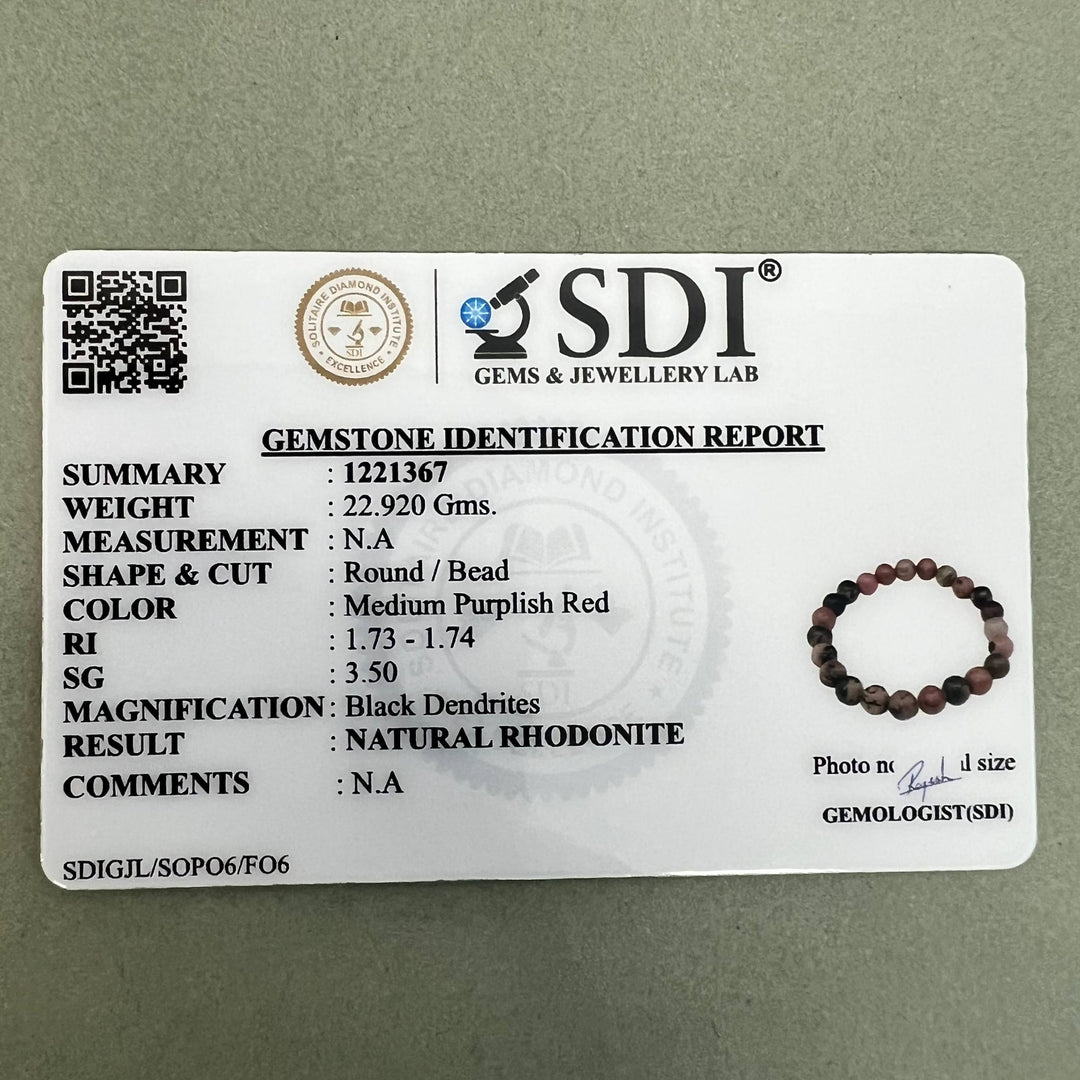 SOLITAIRE DIAMOND INSTITUTE
SDI
EXCELLENCE
SDI®
GEMS & JEWELLERY LAB
GEMSTONE IDENTIFICATION REPORT
SUMMARY : 1221367
WEIGHT : 22.920 Gms.
MEASUREMENT : N.A
SHAPE & CUT : Round / Bead
COLOR : Medium Purplish Red
RI : 1.73 - 1.74
SG : 3.50
MAGNIFICATION : Black Dendrites
RESULT : NATURAL RHODONITE
COMMENTS : N.A
Photo size
GEMOLOGIST(SDI)
SDIGJL/SOPO6/FO6